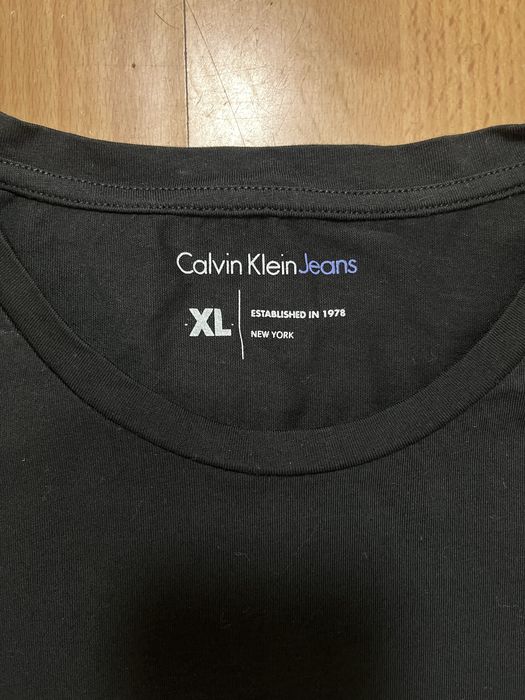 Calvin Klein Jeans
XL
ESTABLISHED IN 1978
NEW YORK